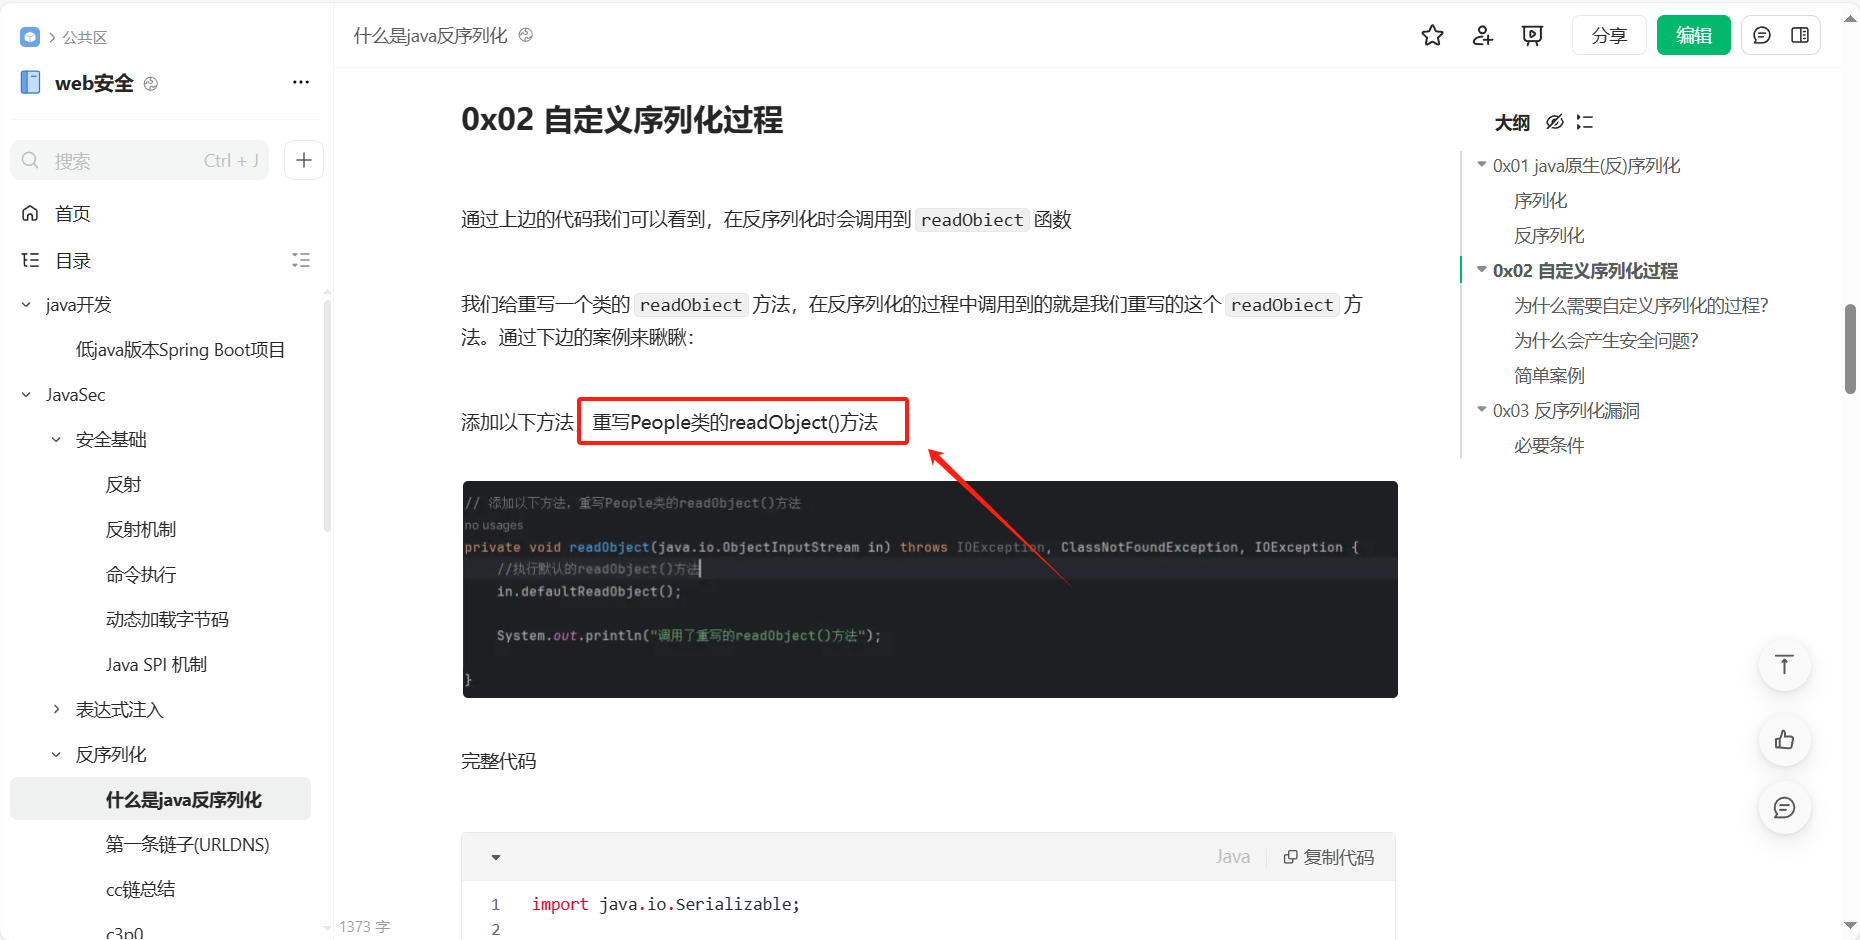 公共区
web安全
搜索 Ctrl + J
首页
目录
java开发
低java版本Spring Boot项目
JavaSec
安全基础
反射
反射机制
命令执行
动态加载字节码
Java SPI 机制
表达式注入
反序列化
什么是java反序列化
第一条链子(URLDNS)
cc链总结
c3p0
什么是java反序列化
分享
编辑
0x02 自定义序列化过程
通过上边的代码我们可以看到，在反序列化时会调用到 readObiect 函数
我们给重写一个类的 readObiect 方法，在反序列化的过程中调用到的就是我们重写的这个 readObiect 方
法。通过下边的案例来瞅瞅：
添加以下方法 重写People类的readObject()方法
// 添加以下方法，重写People类的readObject()方法
no usages
private void readObject(java.io.ObjectInputStream in) throws IOException, ClassNotFoundException, IOException {
//执行默认的readObject()方法
in.defaultReadObject();
System.out.println("调用了重写的readObject()方法");
}
完整代码
Java 复制代码
1 import java.io.Serializable;
2
1373 字
大纲
0x01 java原生(反)序列化
序列化
反序列化
0x02 自定义序列化过程
为什么需要自定义序列化的过程?
为什么会产生安全问题?
简单案例
0x03 反序列化漏洞
必要条件